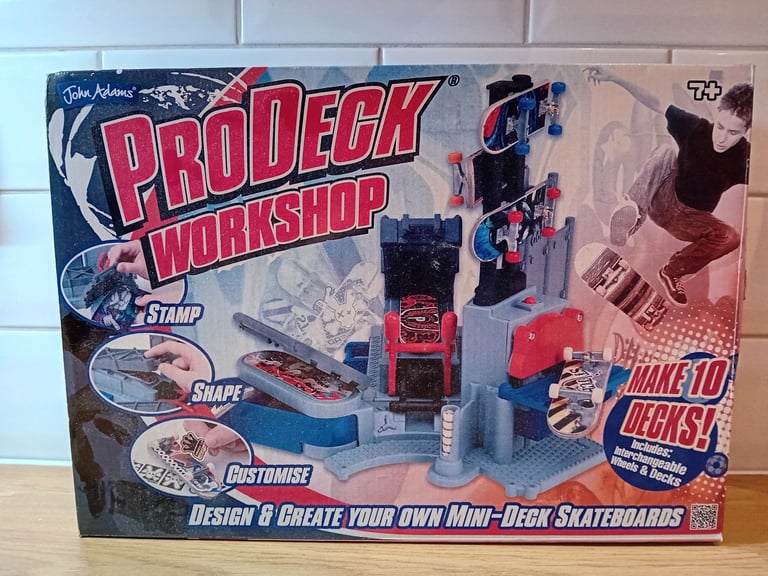 John Adams®
7+
PRODECK®
WORKSHOP
STAMP
SHAPE
CUSTOMISE
MAKE 10
DECKS!
Includes:
Interchangeable
Wheels & Decks
DESIGN & CREATE YOUR OWN MINI-DECK SKATEBOARDS